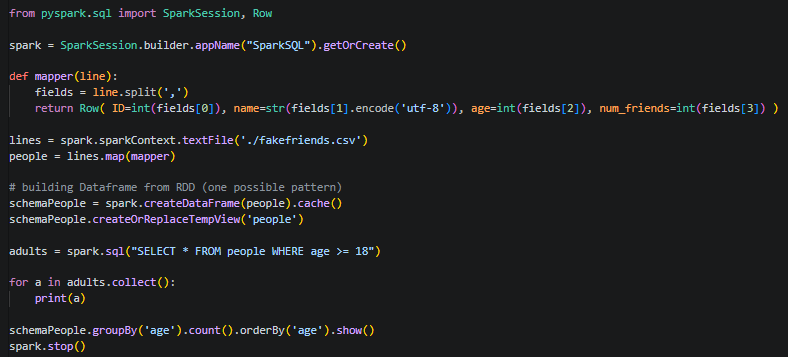 from pyspark.sql import SparkSession, Row
spark = SparkSession.builder.appName("SparkSQL").getOrCreate()
def mapper(line):
    fields = line.split(',')
    return Row( ID=int(fields[0]), name=str(fields[1].encode('utf-8')), age=int(fields[2]), num_friends=int(fields[3]) )
lines = spark.sparkContext.textFile('./fakefriends.csv')
people = lines.map(mapper)
# building Dataframe from RDD (one possible pattern)
schemaPeople = spark.createDataFrame(people).cache()
schemaPeople.createOrReplaceTempView('people')
adults = spark.sql("SELECT * FROM people WHERE age >= 18")
for a in adults.collect():
    print(a)
schemaPeople.groupBy('age').count().orderBy('age').show()
spark.stop()